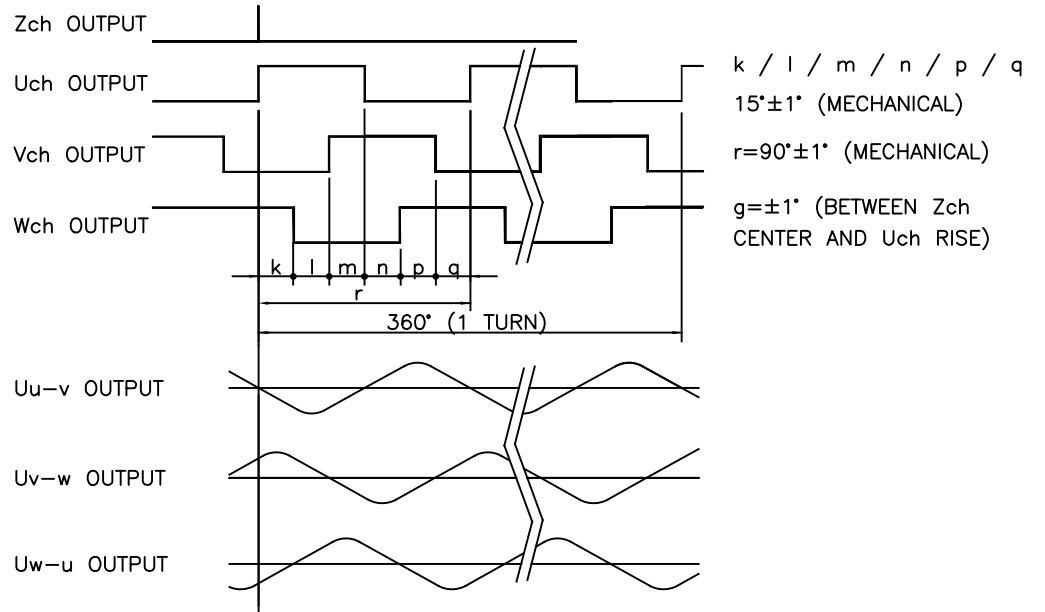 Zch OUTPUT
Uch OUTPUT
Vch OUTPUT
Wch OUTPUT
k l m n p q
r
360° (1 TURN)
k / l / m / n / p / q
15°±1° (MECHANICAL)
r=90°±1° (MECHANICAL)
g=±1° (BETWEEN Zch
CENTER AND Uch RISE)
Uu-v OUTPUT
Uv-w OUTPUT
Uw-u OUTPUT